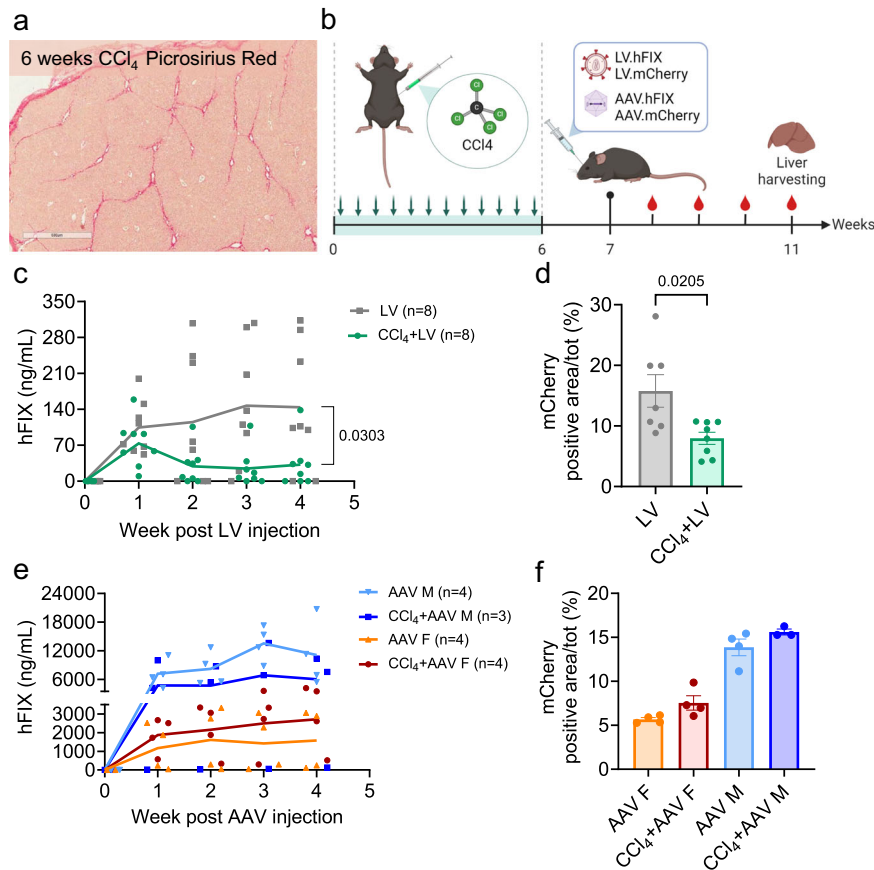 a
6 weeks CCl₄ Picrosirius Red
b
Cl
Cl
C
Cl
Cl
CCl4
LV.hFIX
LV.mCherry
AAV.hFIX
AAV.mCherry
Liver
harvesting
Weeks
0
6
7
11
c
hFIX (ng/mL)
350
280
210
140
70
0
0
1
2
3
4
5
Week post LV injection
LV (n=8)
CCl₄+LV (n=8)
0.0303
d
mCherry
positive area/tot (%)
30
20
10
0
0.0205
LV
CCl₄+LV
e
hFIX (ng/mL)
24000
18000
12000
6000
3000
2000
1000
0
0
1
2
3
4
5
Week post AAV injection
AAV M (n=4)
CCl₄+AAV M (n=3)
AAV F (n=4)
CCl₄+AAV F (n=4)
f
mCherry
positive area/tot (%)
20
15
10
5
0
AAV F
CCl₄+AAV F
AAV M
CCl₄+AAV M